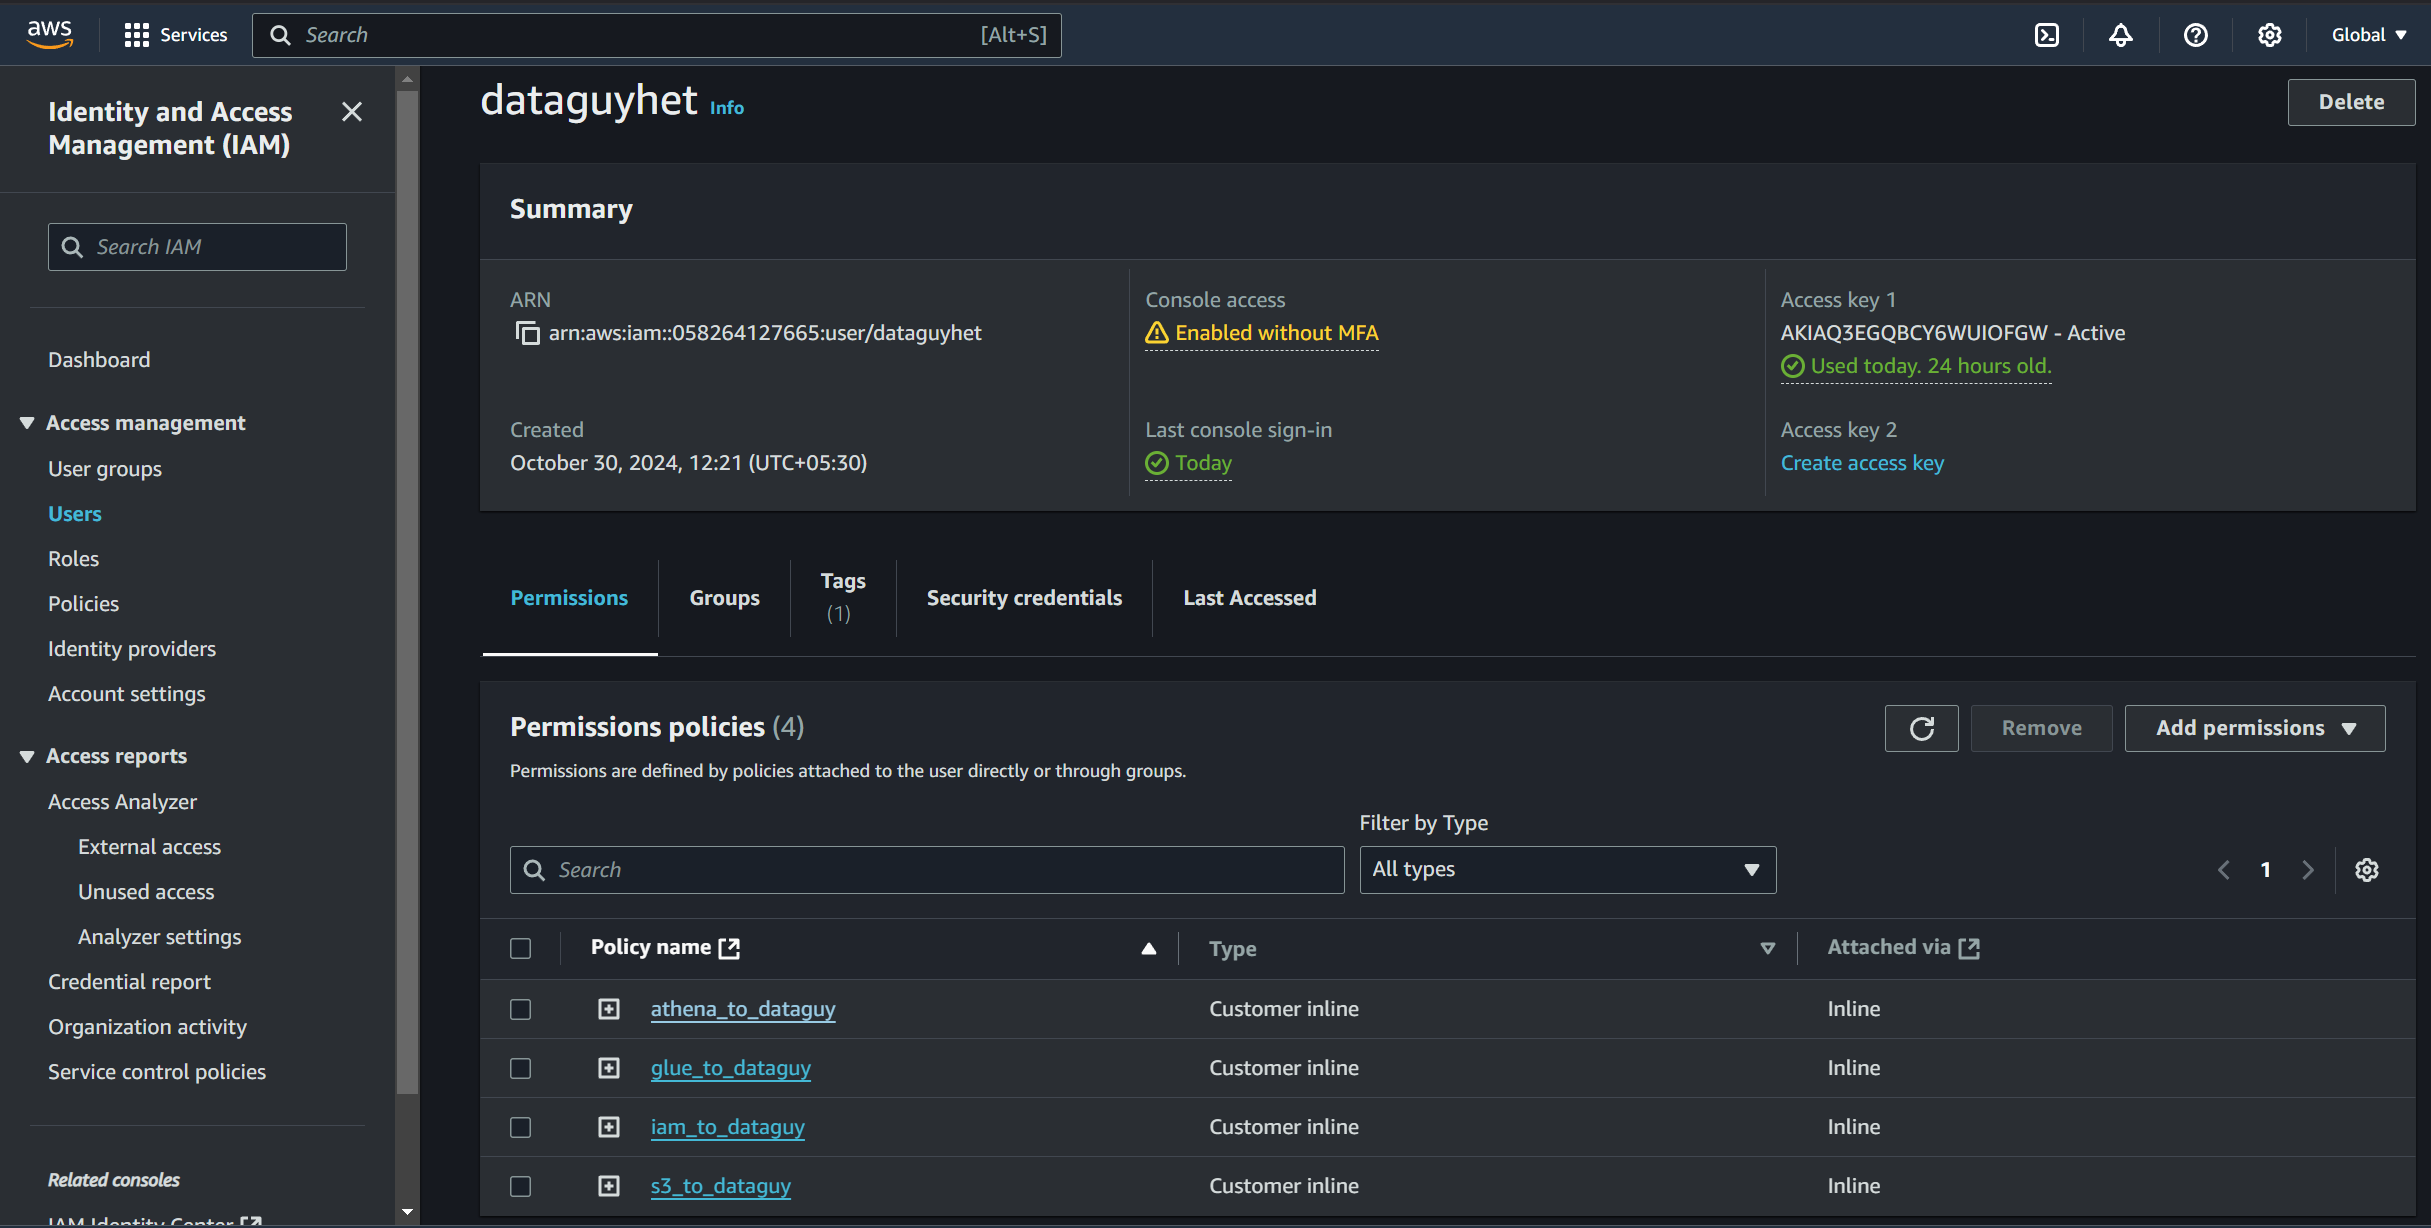 aws
Services
Search
[Alt+S]
Global
Identity and Access
Management (IAM)
Search IAM
Dashboard
Access management
User groups
Users
Roles
Policies
Identity providers
Account settings
Access reports
Access Analyzer
External access
Unused access
Analyzer settings
Credential report
Organization activity
Service control policies
Related consoles
IAM Identity Center
dataguyhet Info
Delete
Summary
ARN
arn:aws:iam::058264127665:user/dataguyhet
Console access
Enabled without MFA
Access key 1
AKIAQ3EGQBCY6WUIOFGW - Active
Used today. 24 hours old.
Created
October 30, 2024, 12:21 (UTC+05:30)
Last console sign-in
Today
Access key 2
Create access key
Permissions
Groups
Tags
(1)
Security credentials
Last Accessed
Permissions policies (4)
Remove
Add permissions
Permissions are defined by policies attached to the user directly or through groups.
Filter by Type
Search
All types
1
Policy name
Type
Attached via
athena_to_dataguy
Customer inline
Inline
glue_to_dataguy
Customer inline
Inline
iam_to_dataguy
Customer inline
Inline
s3_to_dataguy
Customer inline
Inline